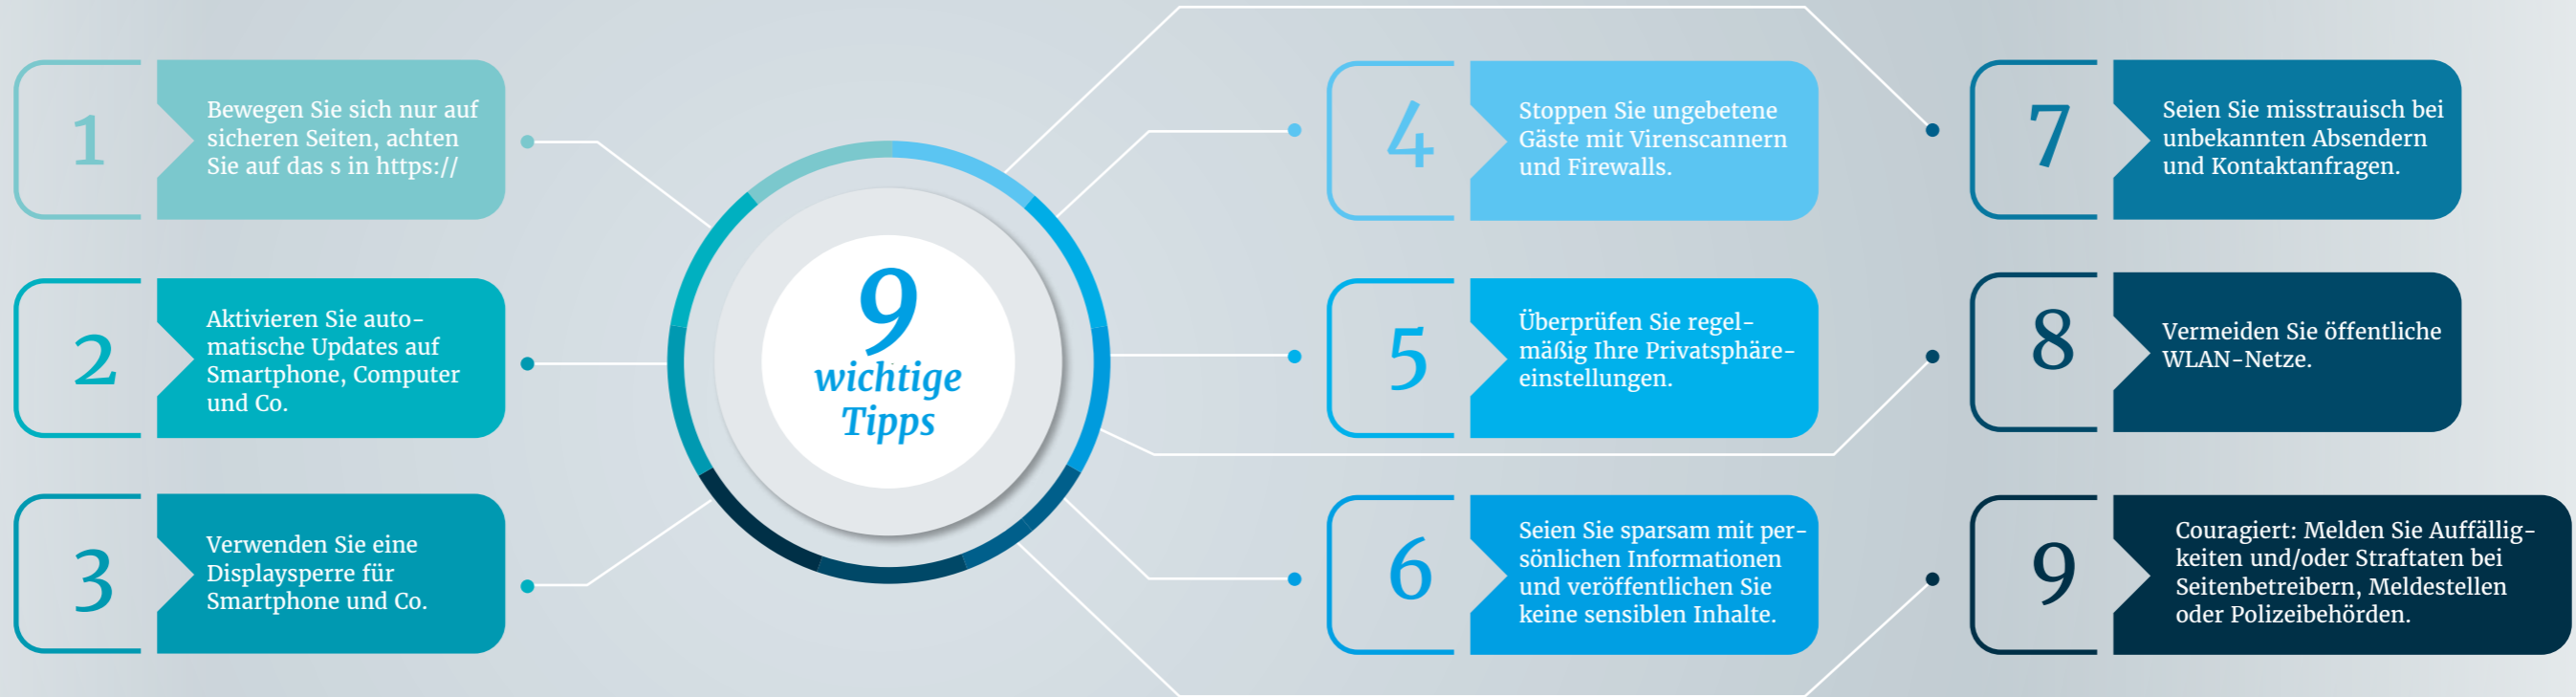 1
Bewegen Sie sich nur auf
sicheren Seiten, achten
Sie auf das s in https://
2
Aktivieren Sie auto-
matische Updates auf
Smartphone, Computer
und Co.
3
Verwenden Sie eine
Displaysperre für
Smartphone und Co.
9
wichtige
Tipps
4
Stoppen Sie ungebetene
Gäste mit Virenscannern
und Firewalls.
5
Überprüfen Sie regel-
mäßig Ihre Privatsphäre-
einstellungen.
6
Seien Sie sparsam mit per-
sönlichen Informationen
und veröffentlichen Sie
keine sensiblen Inhalte.
7
Seien Sie misstrauisch bei
unbekannten Absendern
und Kontaktanfragen.
8
Vermeiden Sie öffentliche
WLAN-Netze.
9
Couragiert: Melden Sie Auffällig-
keiten und/oder Straftaten bei
Seitenbetreibern, Meldestellen
oder Polizeibehörden.